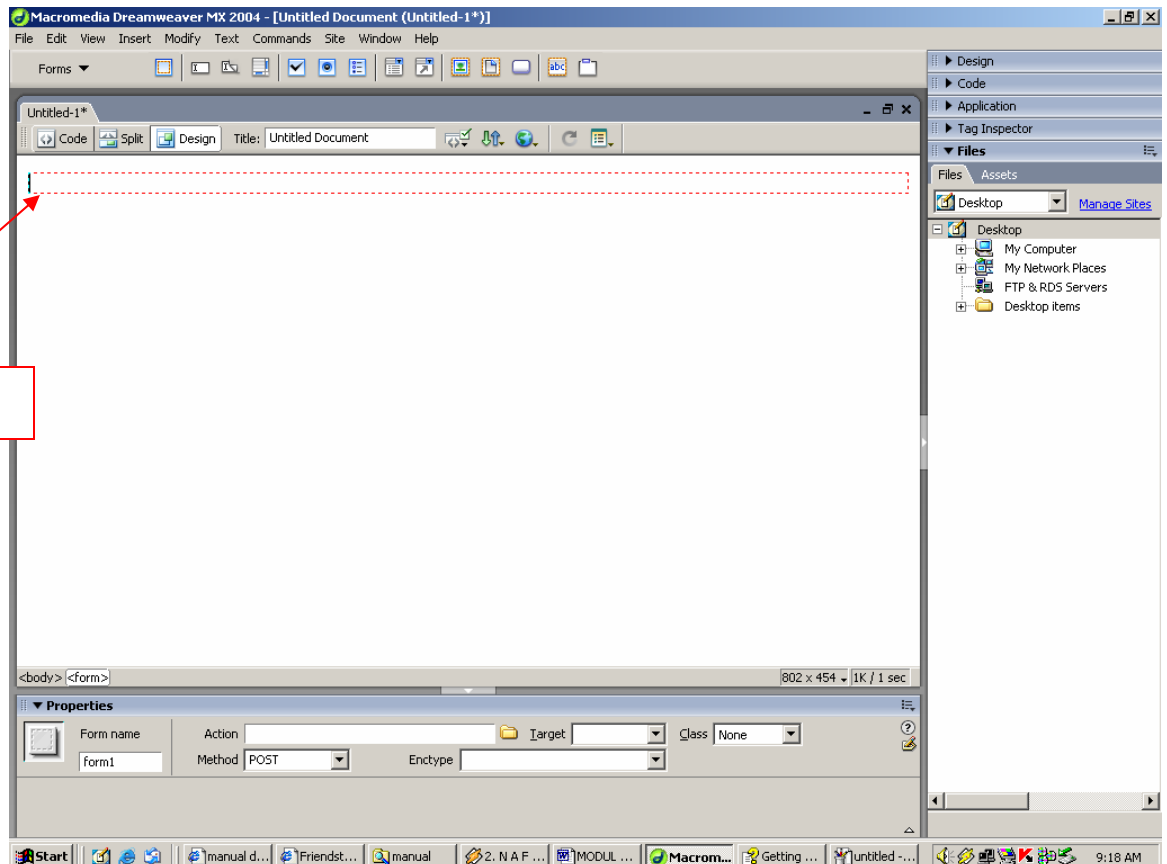 Macromedia Dreamweaver MX 2004 - [Untitled Document (Untitled-1*)]
File Edit View Insert Modify Text Commands Site Window Help
Forms
abc
Untitled-1*
Code Split Design Title: Untitled Document
<body> <form>
802 x 454 1K / 1 sec
Properties
Form name Action Target Class None
form1 Method POST Enctype
Design
Code
Application
Tag Inspector
Files
Files Assets
Desktop Manage Sites
Desktop
My Computer
My Network Places
FTP & RDS Servers
Desktop items
Start manual d... Friendst... manual 2. N A F ... MODUL ... Macrom... Getting ... untitled -... 9:18 AM